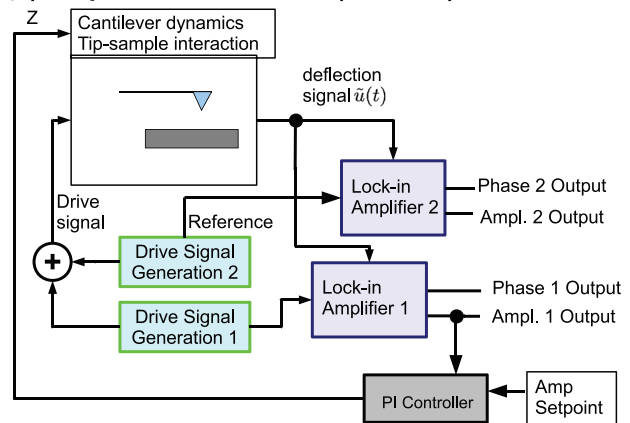 Z
Cantilever dynamics
Tip-sample interaction
deflection
signal ũ(t)
Drive
signal
Reference
Lock-in
Amplifier 2
Phase 2 Output
Ampl. 2 Output
+
Drive Signal
Generation 2
Lock-in
Amplifier 1
Phase 1 Output
Ampl. 1 Output
Drive Signal
Generation 1
PI Controller
Amp
Setpoint